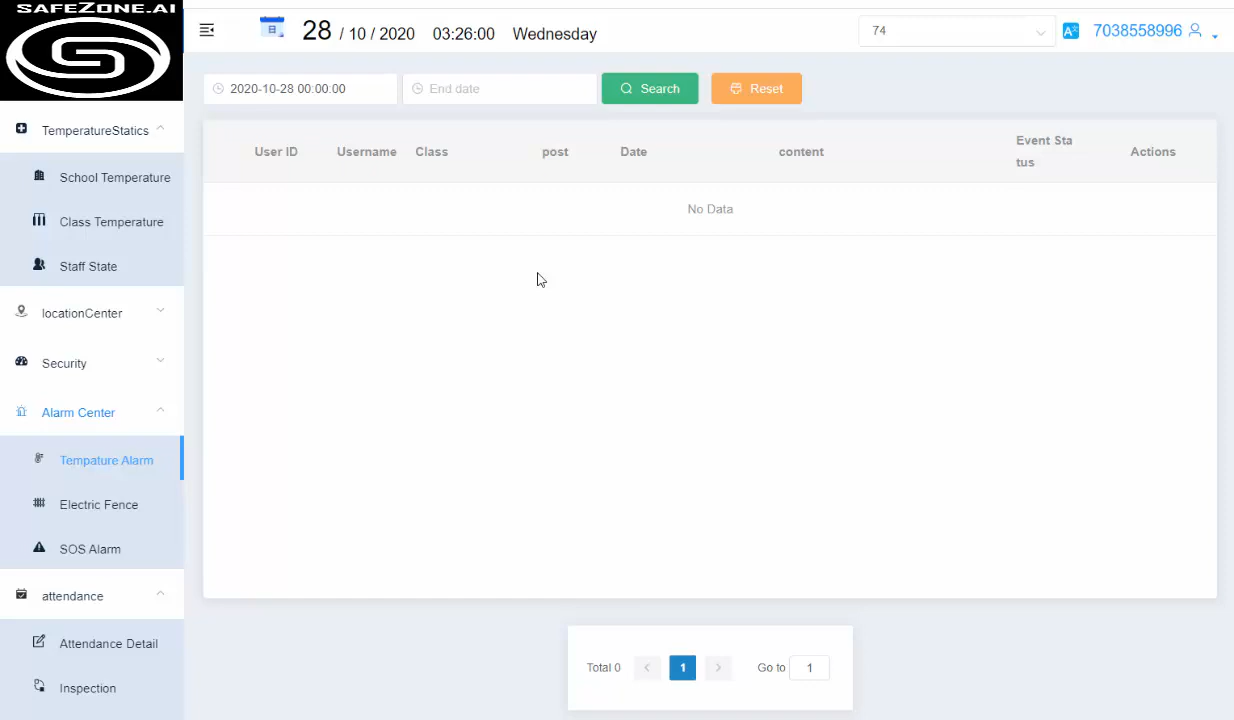 SAFEZONE.AI
28 / 10 / 2020 03:26:00 Wednesday
74
7038558996
2020-10-28 00:00:00
End date
Search
Reset
TemperatureStatics
School Temperature
Class Temperature
Staff State
locationCenter
Security
Alarm Center
Tempature Alarm
Electric Fence
SOS Alarm
attendance
Attendance Detail
Inspection
User ID Username Class post Date content Event Sta
tus Actions
No Data
Total 0 1 Go to 1